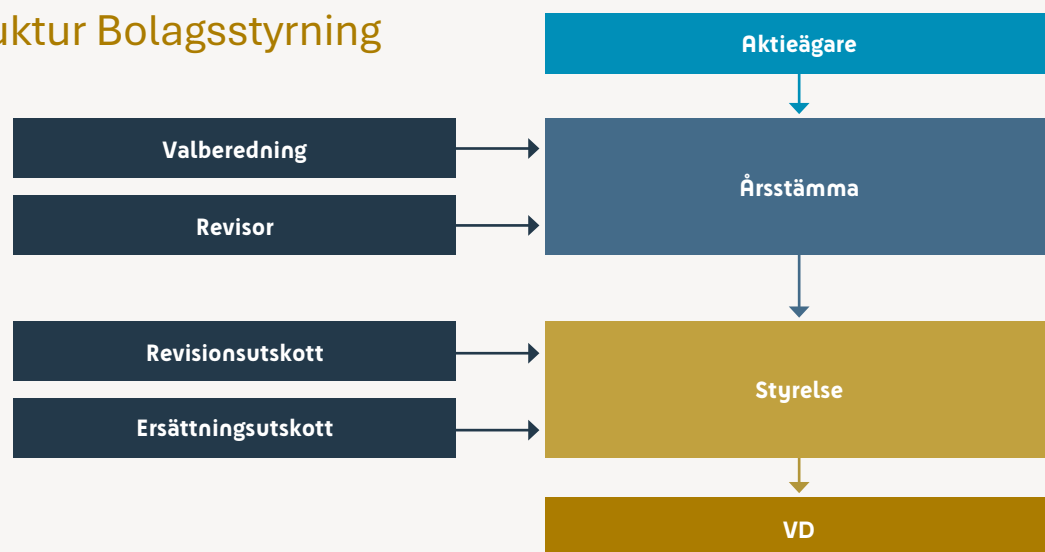 uktur Bolagsstyrning
Aktieägare
Valberedning
Årsstämma
Revisor
Revisionsutskott
Styrelse
Ersättningsutskott
VD